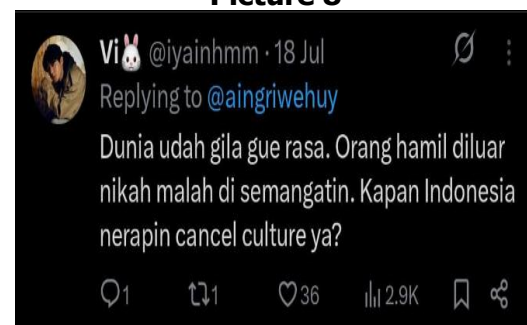 Picture 8
Vi🐰 @iyainhmm · 18 Jul
Replying to @aingriwehuy
Dunia udah gila gue rasa. Orang hamil diluar
nikah malah di semangatin. Kapan Indonesia
nerapin cancel culture ya?
1 1 36 2.9K